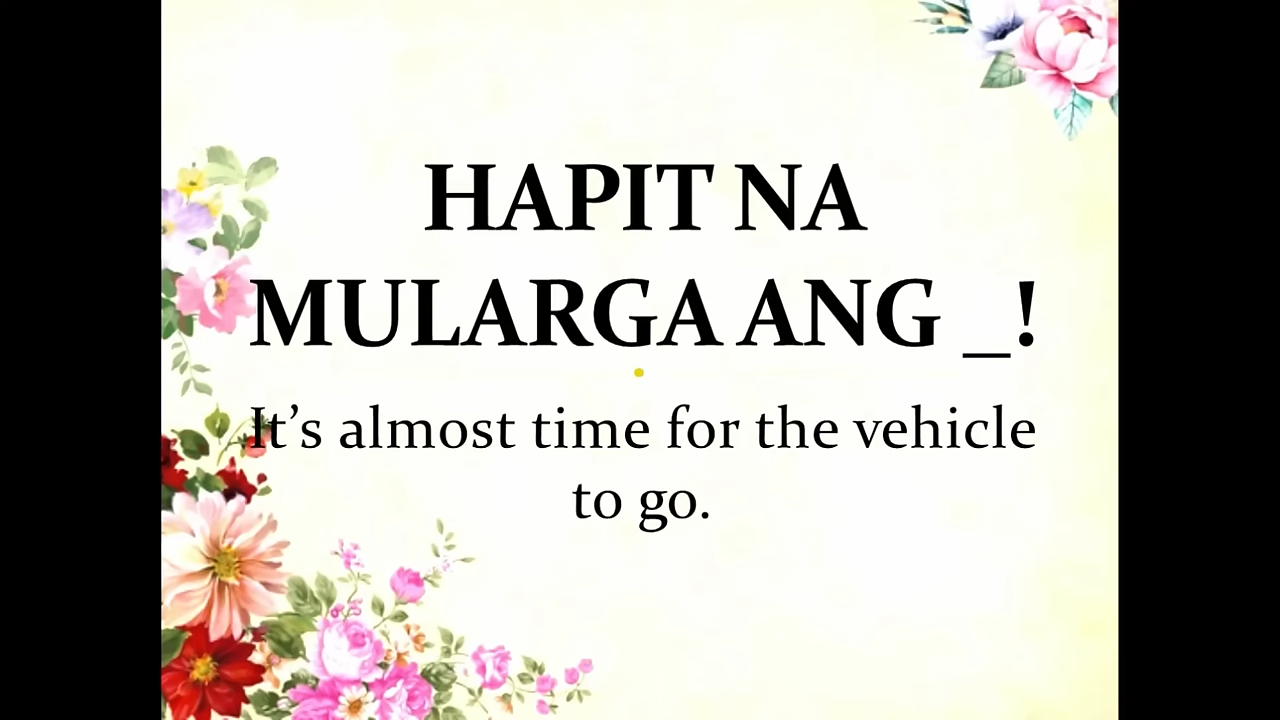 HAPIT NA
MULARGA ANG _!
It’s almost time for the vehicle
to go.